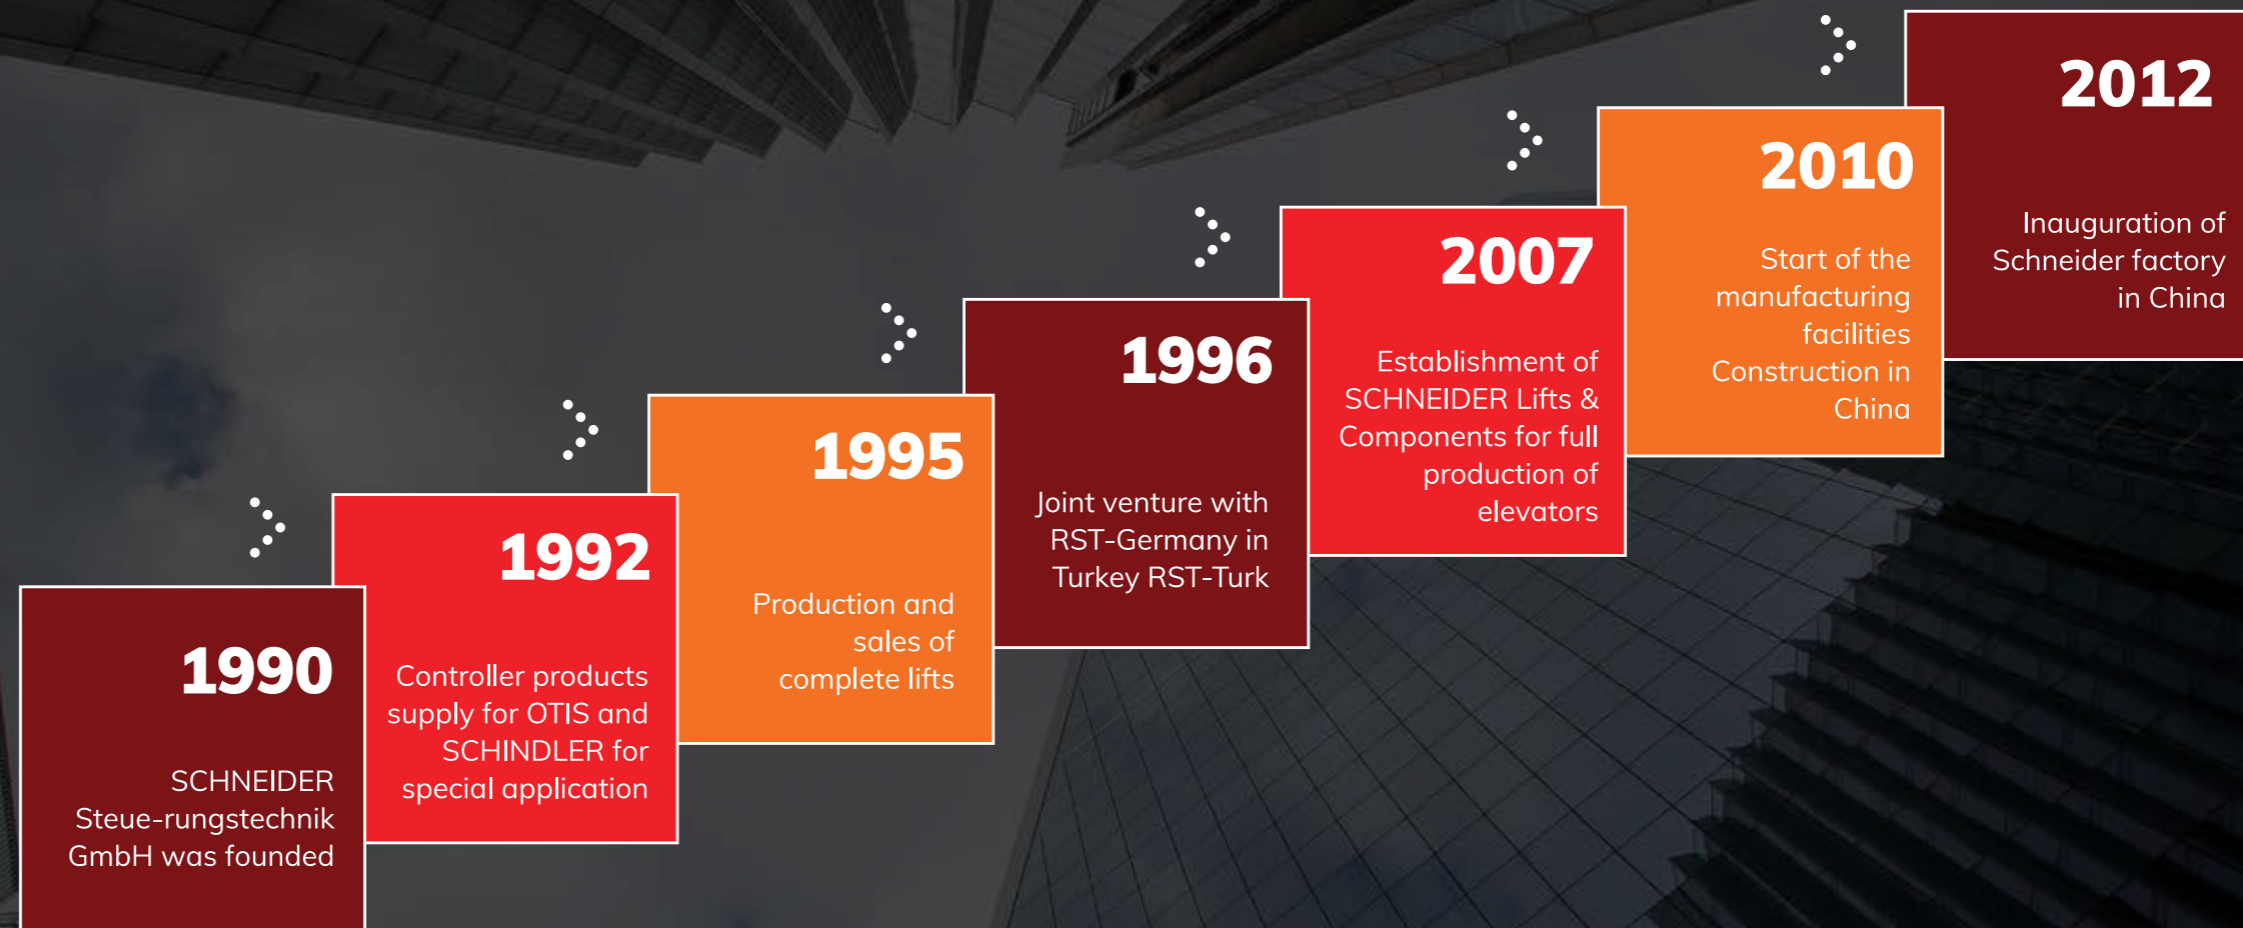 1990
SCHNEIDER
Steue-rungstechnik
GmbH was founded
1992
Controller products
supply for OTIS and
SCHINDLER for
special application
1995
Production and
sales of
complete lifts
1996
Joint venture with
RST-Germany in
Turkey RST-Turk
2007
Establishment of
SCHNEIDER Lifts &
Components for full
production of
elevators
2010
Start of the
manufacturing
facilities
Construction in
China
2012
Inauguration of
Schneider factory
in China